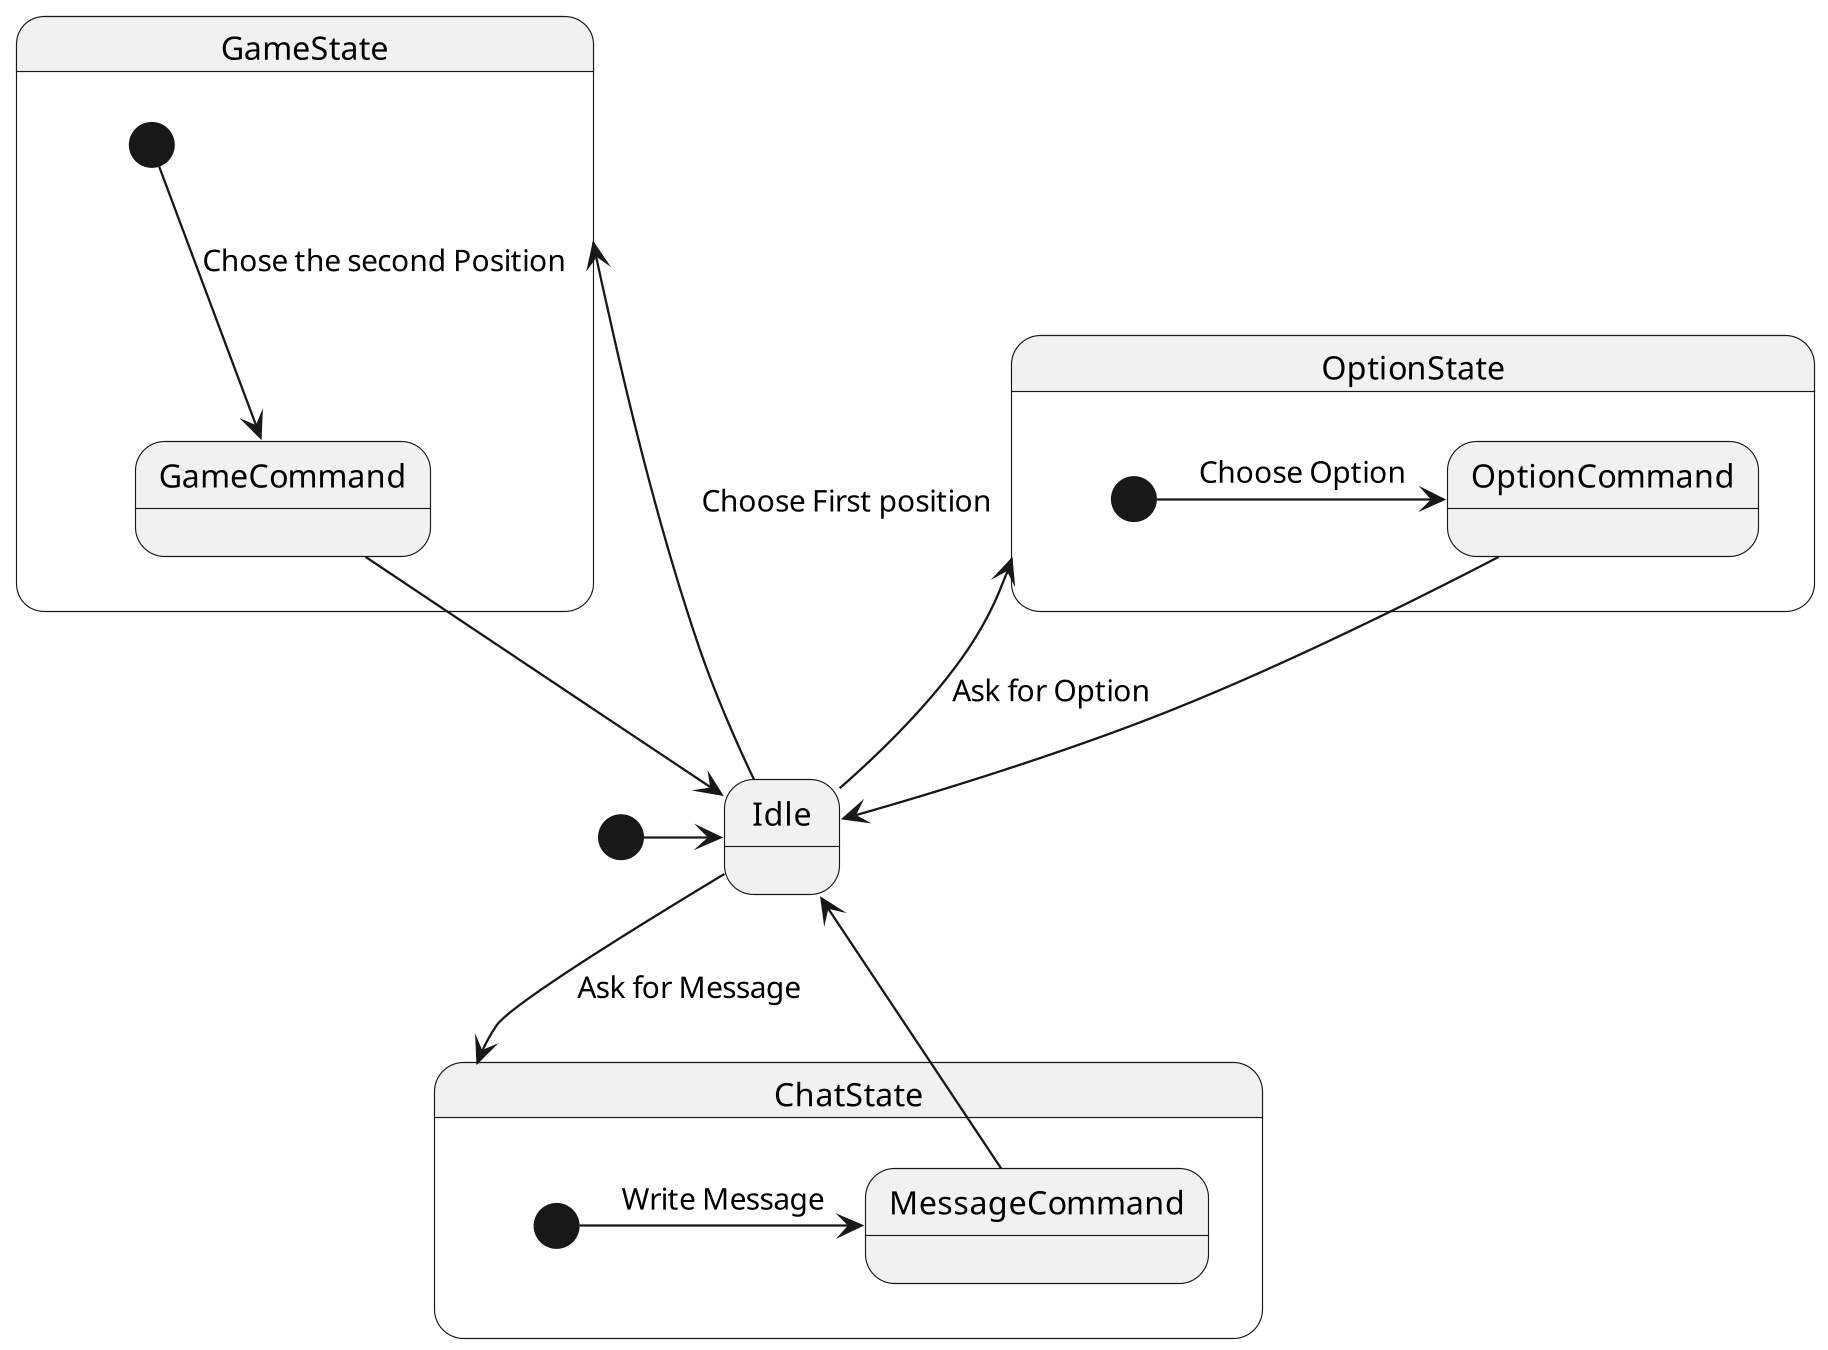 GameState
Chose the second Position
GameCommand
Choose First position
OptionState
Choose Option
OptionCommand
Ask for Option
Idle
Ask for Message
ChatState
Write Message
MessageCommand